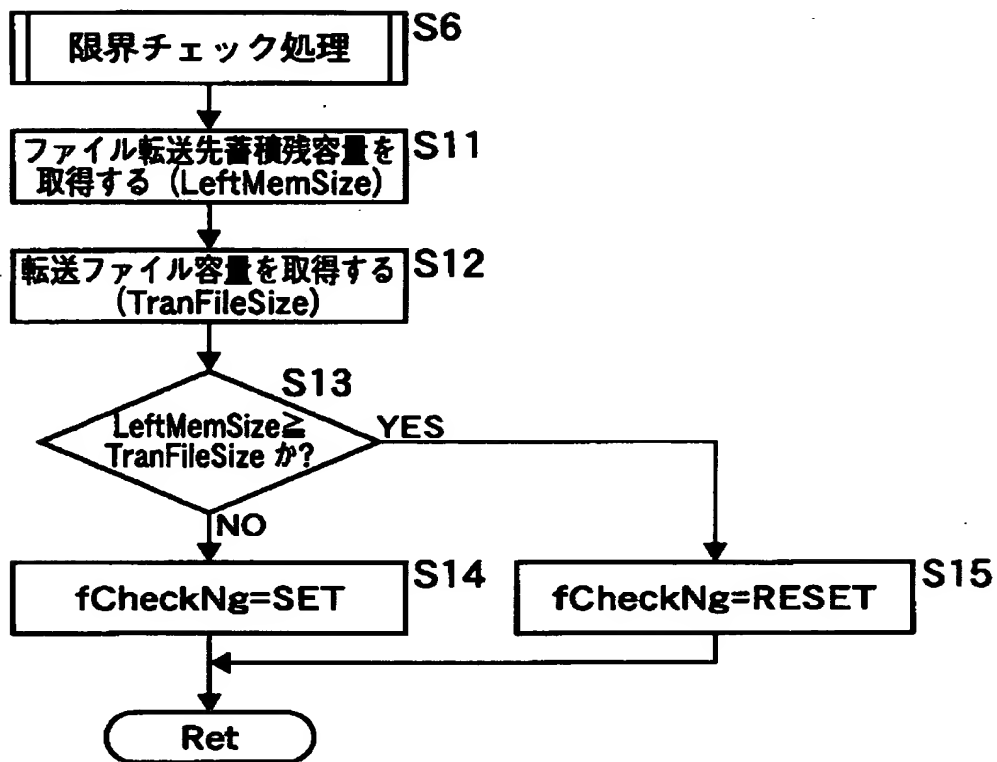 限界チェック処理
S6
ファイル転送先蓄積残容量を
取得する (LeftMemSize)
S11
転送ファイル容量を取得する
(TranFileSize)
S12
S13
LeftMemSize≧
TranFileSize か?
YES
NO
fCheckNg=SET
S14
fCheckNg=RESET
S15
Ret